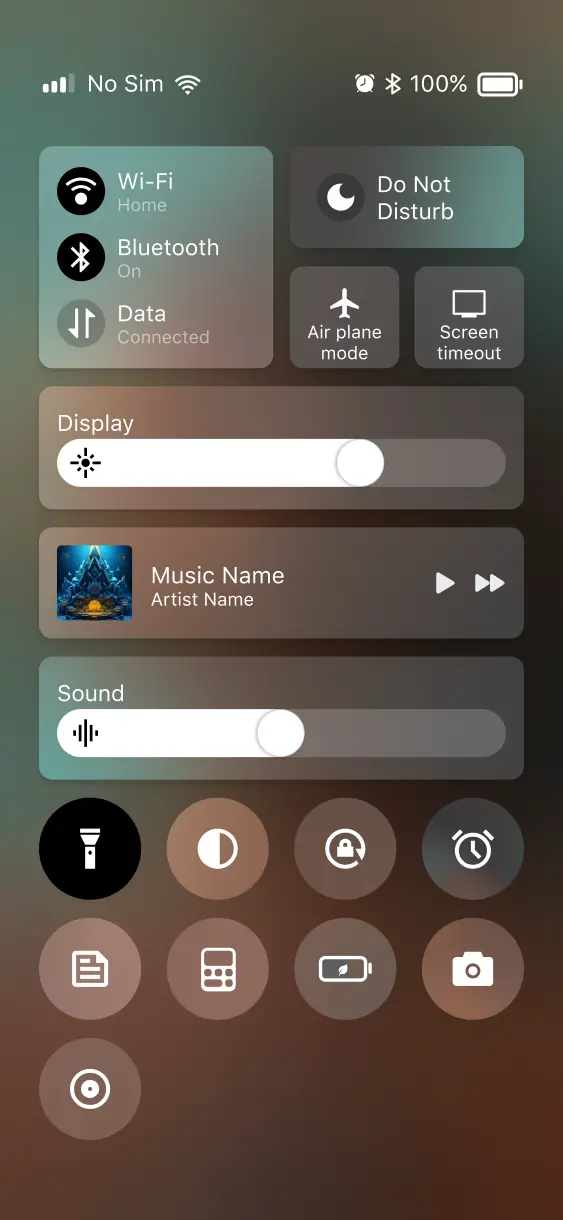 No Sim
100%
Wi-Fi
Home
Bluetooth
On
Data
Connected
Do Not
Disturb
Air plane
mode
Screen
timeout
Display
Music Name
Artist Name
Sound